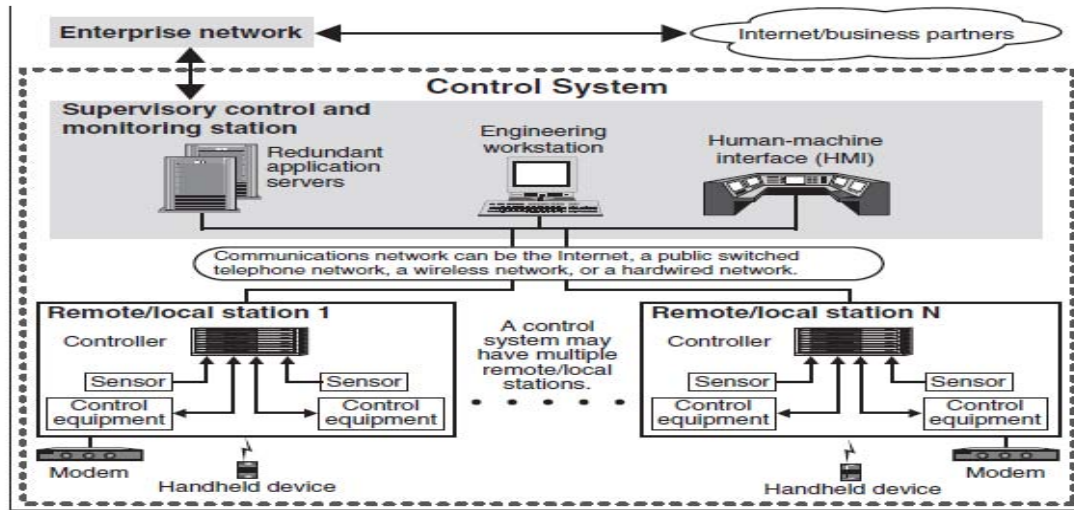 Enterprise network
Internet/business partners
Control System
Supervisory control and
monitoring station
Redundant
application
servers
Engineering
workstation
Human-machine
interface (HMI)
Communications network can be the Internet, a public switched
telephone network, a wireless network, or a hardwired network.
Remote/local station 1
Controller
Sensor
Sensor
Control
equipment
Control
equipment
Modem
Handheld device
A control
system may
have multiple
remote/local
stations.
Remote/local station N
Controller
Sensor
Sensor
Control
equipment
Control
equipment
Handheld device
Modem